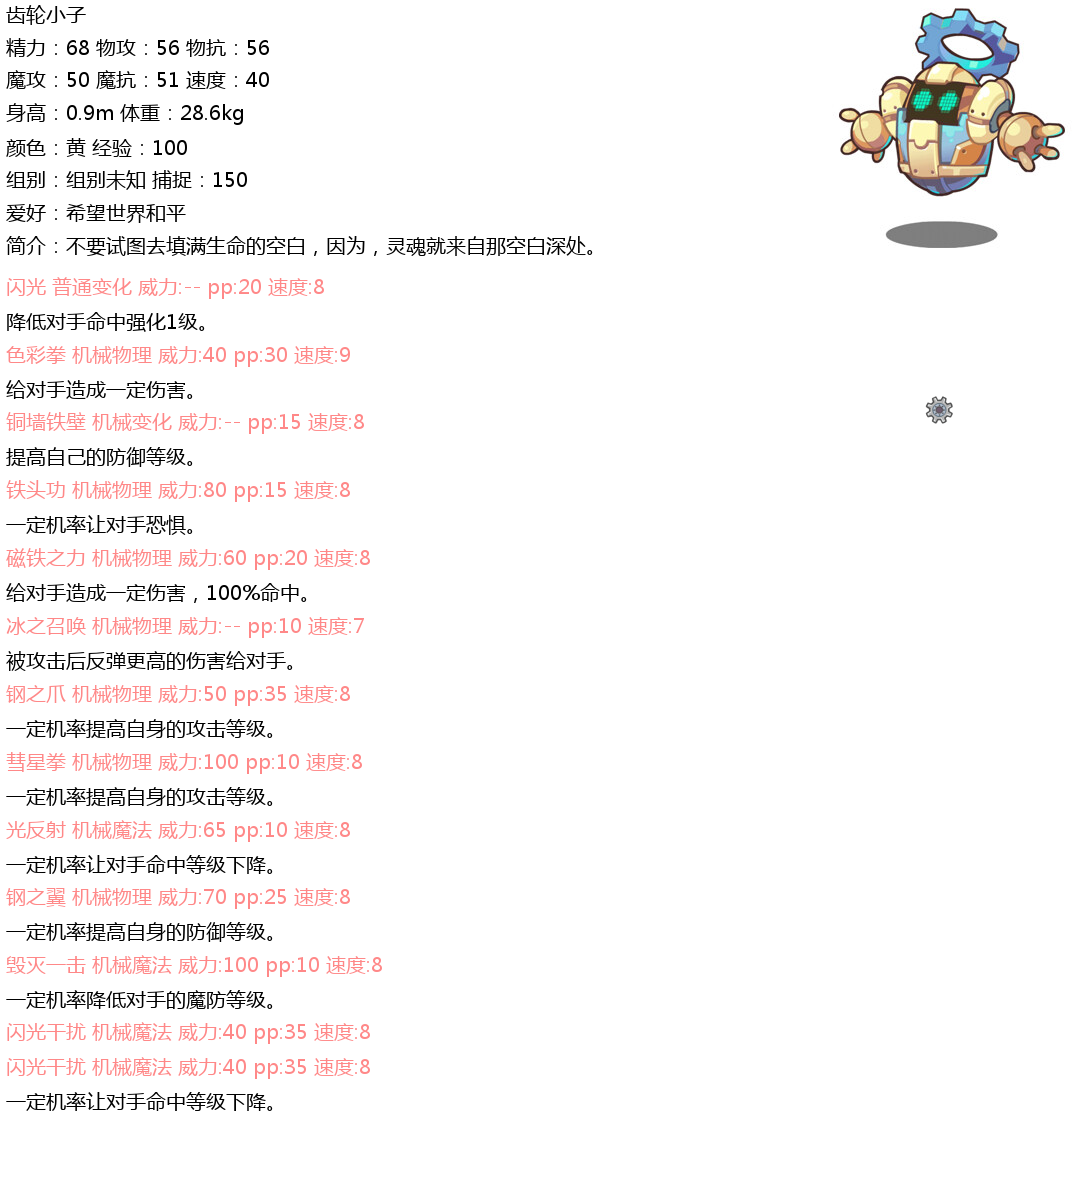 齿轮小子
精力：68 物攻：56 物抗：56
魔攻：50 魔抗：51 速度：40
身高：0.9m 体重：28.6kg
颜色：黄 经验：100
组别：组别未知 捕捉：150
爱好：希望世界和平
简介：不要试图去填满生命的空白，因为，灵魂就来自那空白深处。
闪光 普通变化 威力:-- pp:20 速度:8
降低对手命中强化1级。
色彩拳 机械物理 威力:40 pp:30 速度:9
给对手造成一定伤害。
铜墙铁壁 机械变化 威力:-- pp:15 速度:8
提高自己的防御等级。
铁头功 机械物理 威力:80 pp:15 速度:8
一定机率让对手恐惧。
磁铁之力 机械物理 威力:60 pp:20 速度:8
给对手造成一定伤害，100%命中。
冰之召唤 机械物理 威力:-- pp:10 速度:7
被攻击后反弹更高的伤害给对手。
钢之爪 机械物理 威力:50 pp:35 速度:8
一定机率提高自身的攻击等级。
彗星拳 机械物理 威力:100 pp:10 速度:8
一定机率提高自身的攻击等级。
光反射 机械魔法 威力:65 pp:10 速度:8
一定机率让对手命中等级下降。
钢之翼 机械物理 威力:70 pp:25 速度:8
一定机率提高自身的防御等级。
毁灭一击 机械魔法 威力:100 pp:10 速度:8
一定机率降低对手的魔防等级。
闪光干扰 机械魔法 威力:40 pp:35 速度:8
闪光干扰 机械魔法 威力:40 pp:35 速度:8
一定机率让对手命中等级下降。